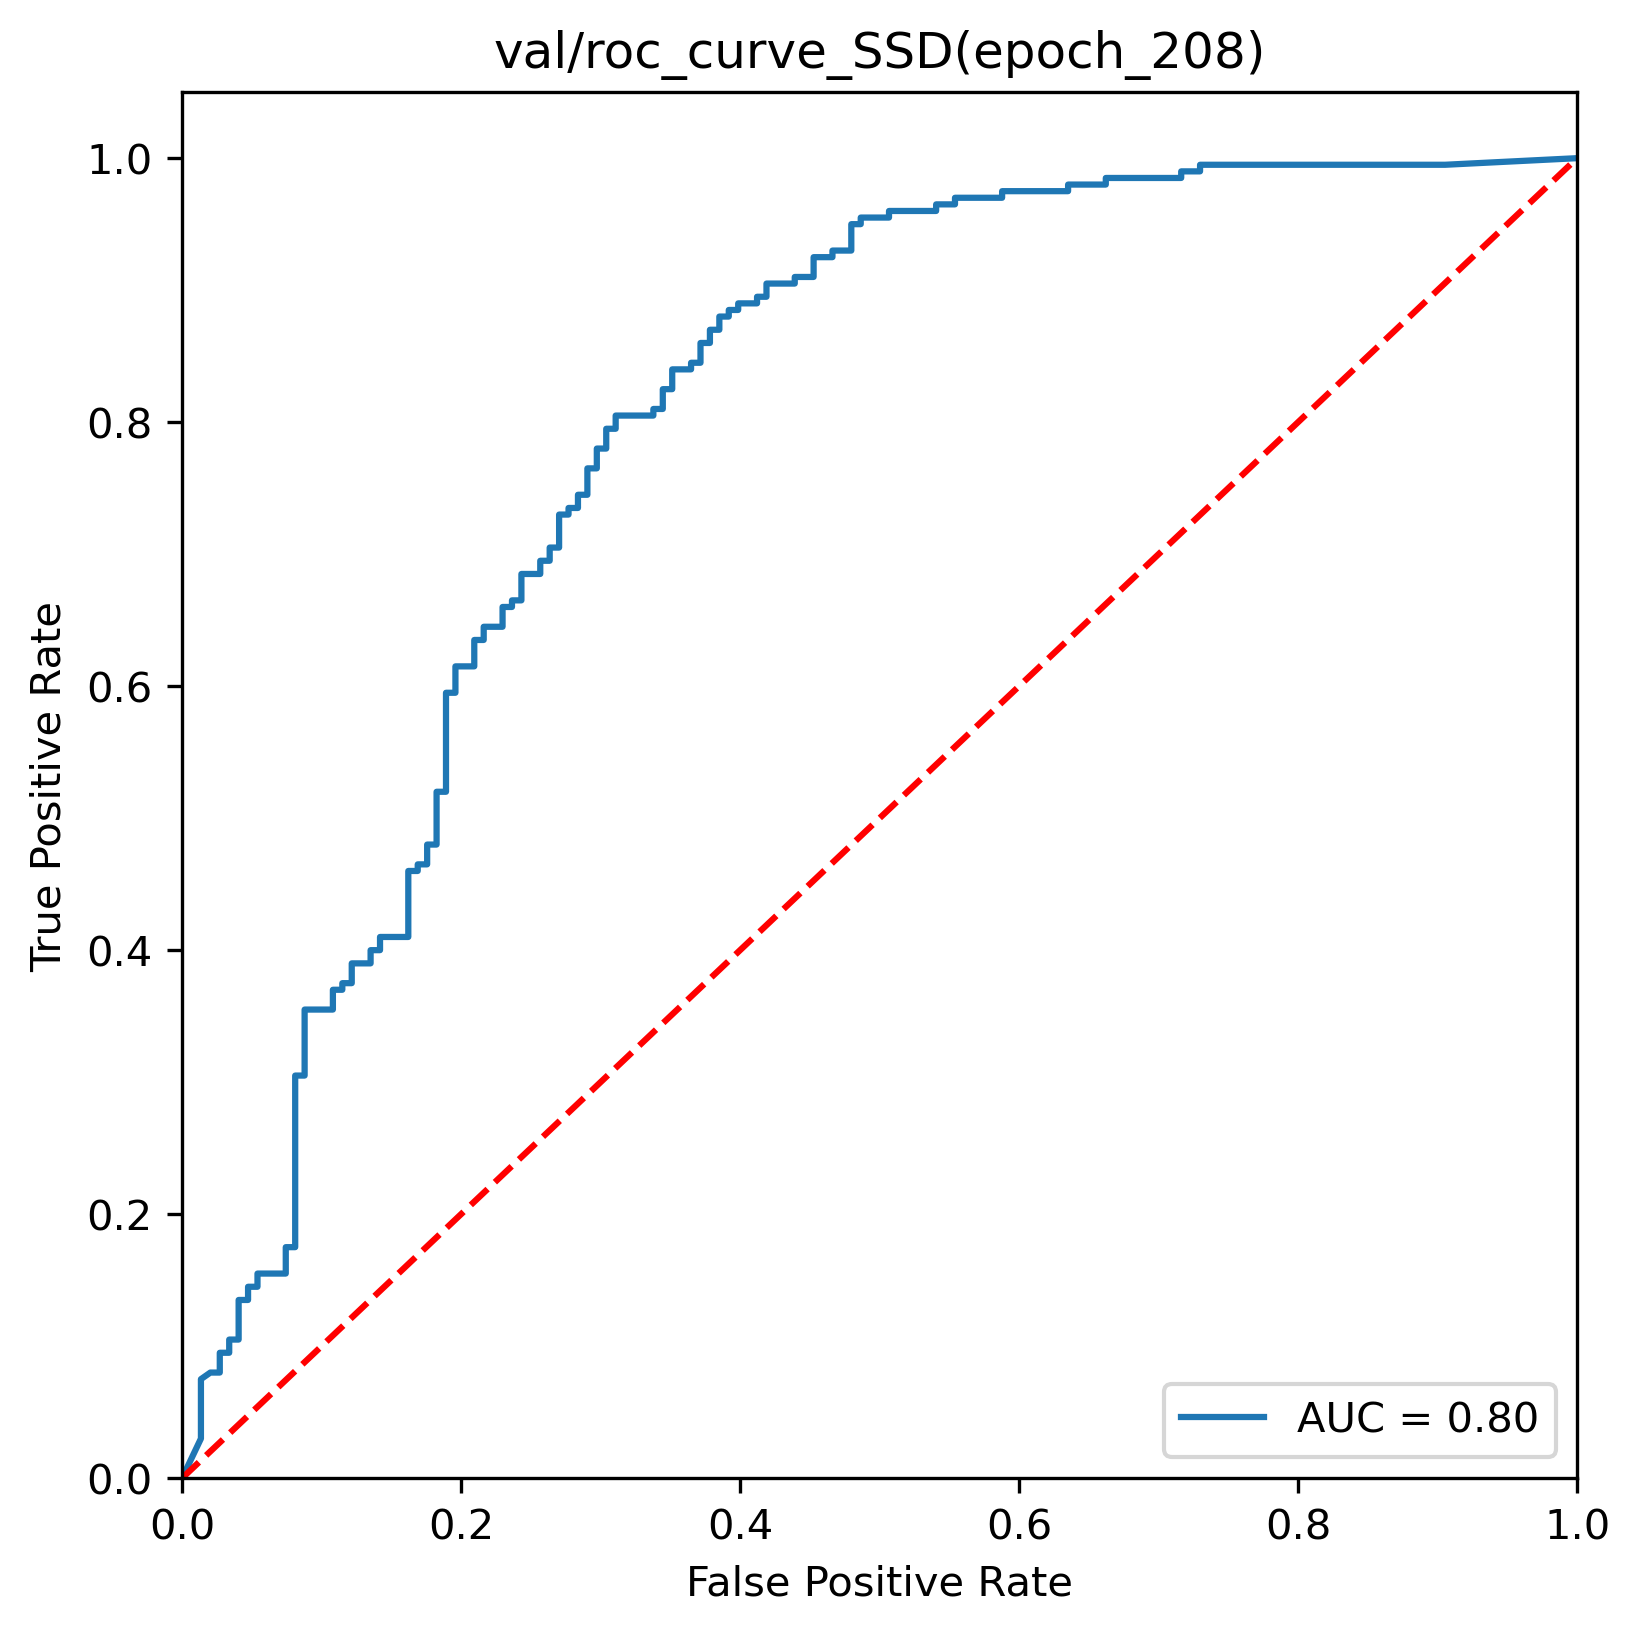 val/roc_curve_SSD(epoch_208)
1.0
0.8
0.6
0.4
0.2
0.0
True Positive Rate
AUC = 0.80
0.0 0.2 0.4 0.6 0.8 1.0
False Positive Rate